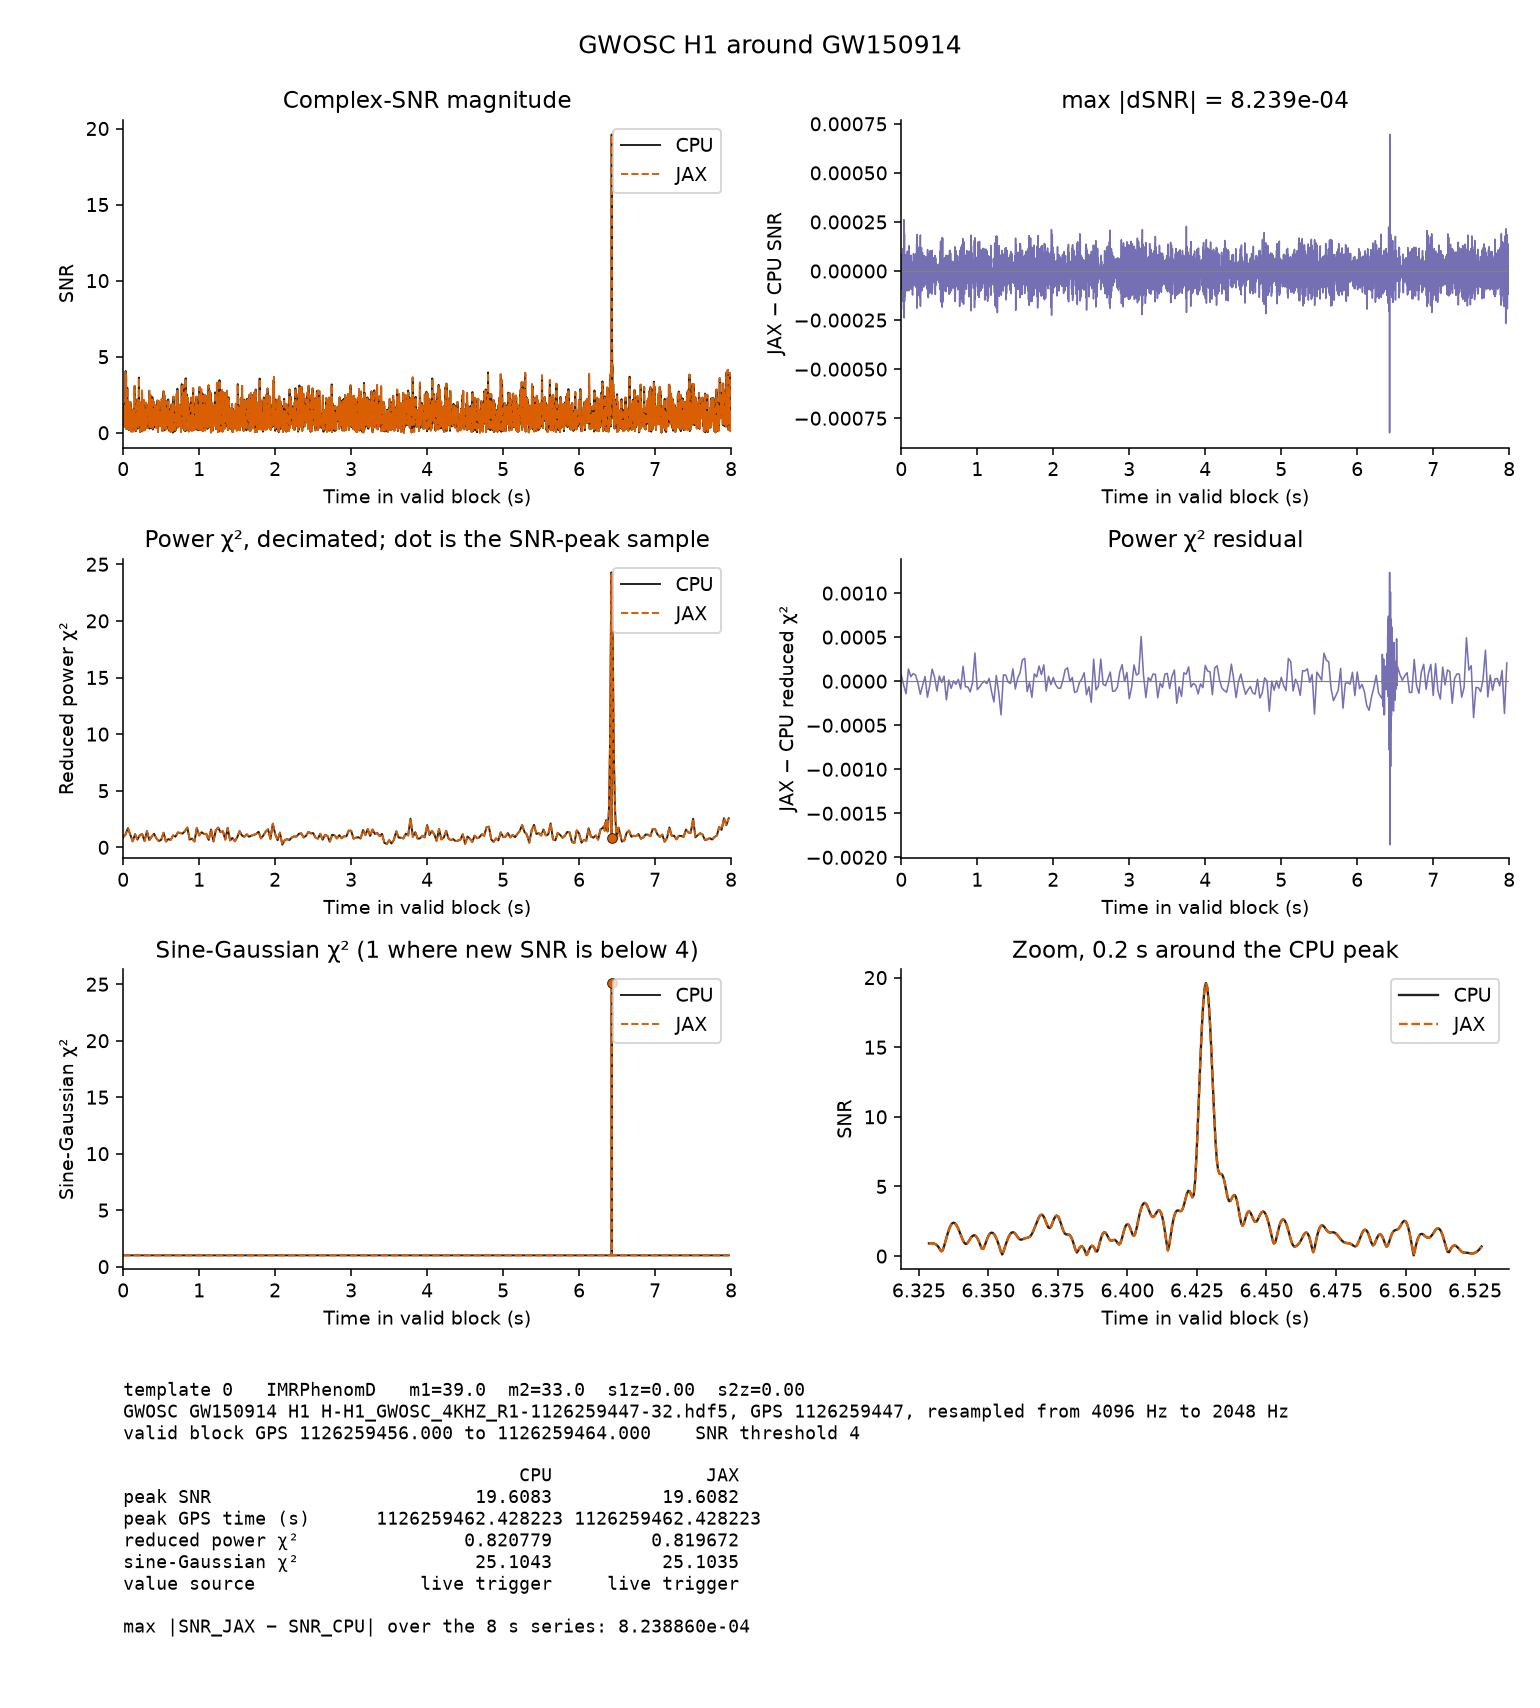 GWOSC H1 around GW150914
Complex-SNR magnitude
20
15
10
5
0
SNR
CPU
JAX
0 1 2 3 4 5 6 7 8
Time in valid block (s)
max |dSNR| = 8.239e-04
0.00075
0.00050
0.00025
0.00000
−0.00025
−0.00050
−0.00075
JAX − CPU SNR
0 1 2 3 4 5 6 7 8
Time in valid block (s)
Power χ², decimated; dot is the SNR-peak sample
25
20
15
10
5
0
Reduced power χ²
CPU
JAX
0 1 2 3 4 5 6 7 8
Time in valid block (s)
Power χ² residual
0.0010
0.0005
0.0000
−0.0005
−0.0010
−0.0015
−0.0020
JAX − CPU reduced χ²
0 1 2 3 4 5 6 7 8
Time in valid block (s)
Sine-Gaussian χ² (1 where new SNR is below 4)
25
20
15
10
5
0
Sine-Gaussian χ²
CPU
JAX
0 1 2 3 4 5 6 7 8
Time in valid block (s)
Zoom, 0.2 s around the CPU peak
20
15
10
5
0
SNR
CPU
JAX
6.325 6.350 6.375 6.400 6.425 6.450 6.475 6.500 6.525
Time in valid block (s)
template 0 IMRPhenomD m1=39.0 m2=33.0 s1z=0.00 s2z=0.00
GWOSC GW150914 H1 H-H1_GWOSC_4KHZ_R1-1126259447-32.hdf5, GPS 1126259447, resampled from 4096 Hz to 2048 Hz
valid block GPS 1126259456.000 to 1126259464.000 SNR threshold 4
CPU JAX
peak SNR 19.6083 19.6082
peak GPS time (s) 1126259462.428223 1126259462.428223
reduced power χ² 0.820779 0.819672
sine-Gaussian χ² 25.1043 25.1035
value source live trigger live trigger
max |SNR_JAX − SNR_CPU| over the 8 s series: 8.238860e-04